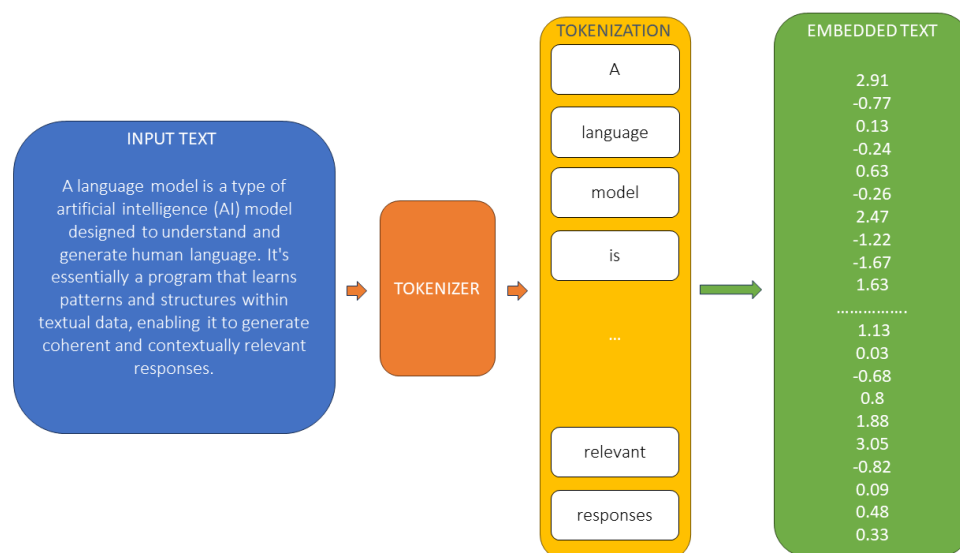 INPUT TEXT
A language model is a type of
artificial intelligence (AI) model
designed to understand and
generate human language. It's
essentially a program that learns
patterns and structures within
textual data, enabling it to generate
coherent and contextually relevant
responses.
TOKENIZER
TOKENIZATION
A
language
model
is
...
relevant
responses
EMBEDDED TEXT
2.91
-0.77
0.13
-0.24
0.63
-0.26
2.47
-1.22
-1.67
1.63
................
1.13
0.03
-0.68
0.8
1.88
3.05
-0.82
0.09
0.48
0.33